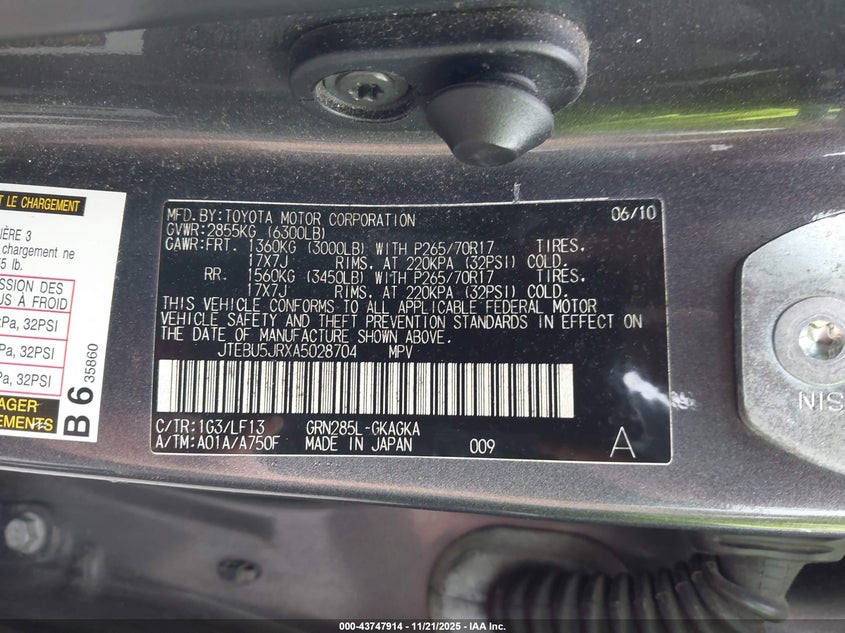 T LE CHARGEMENT
IÈRE 3
chargement ne
5 lb.
SSION DES
US À FROID
kPa, 32PSI
Pa, 32PSI
Pa, 32PSI
AGER
EMENTS
B 6
35860
MFD. BY: TOYOTA MOTOR CORPORATION 06/10
GVWR: 2855KG (6300LB)
GAWR: FRT. 1360KG (3000LB) WITH P265/70R17 TIRES.
17X7J RIMS. AT 220KPA (32PSI) COLD.
RR. 1560KG (3450LB) WITH P265/70R17 TIRES.
17X7J RIMS. AT 220KPA (32PSI) COLD.
THIS VEHICLE CONFORMS TO ALL APPLICABLE FEDERAL MOTOR
VEHICLE SAFETY AND THEFT PREVENTION STANDARDS IN EFFECT ON
THE DATE OF MANUFACTURE SHOWN ABOVE.
JTEBU5JRXA5028704 MPV
C/TR: 1G3/LF13 GRN285L-GKAGKA
A/TM: A01A/A750F MADE IN JAPAN 009 A
NIS
000-43747914 - 11/21/2025 - IAA Inc.